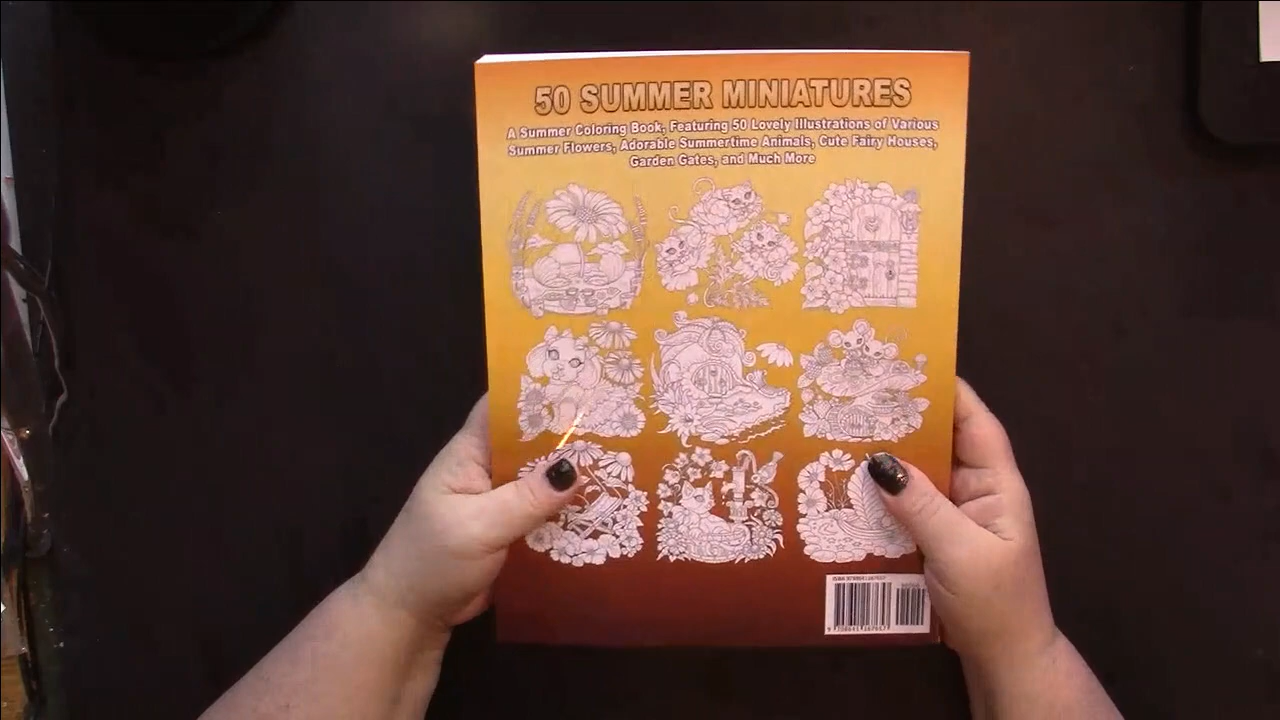 50 SUMMER MINIATURES
A Summer Coloring Book, Featuring 50 Lovely Illustrations of Various
Summer Flowers, Adorable Summertime Animals, Cute Fairy Houses,
Garden Gates, and Much More
ISBN